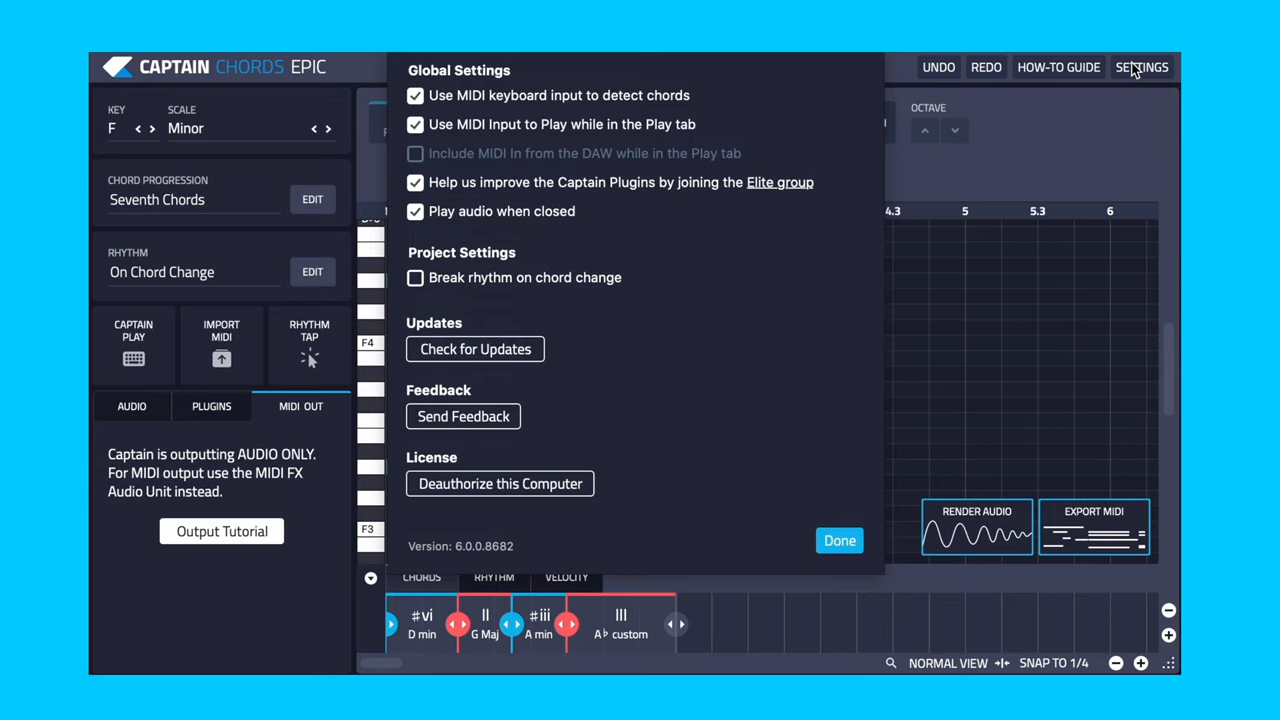 CAPTAIN CHORDS EPIC
UNDO
REDO
HOW-TO GUIDE
SETTINGS
KEY
F
SCALE
Minor
CHORD PROGRESSION
Seventh Chords
EDIT
RHYTHM
On Chord Change
EDIT
CAPTAIN
PLAY
IMPORT
MIDI
RHYTHM
TAP
AUDIO
PLUGINS
MIDI OUT
Captain is outputting AUDIO ONLY.
For MIDI output use the MIDI FX
Audio Unit instead.
Output Tutorial
Global Settings
Use MIDI keyboard input to detect chords
Use MIDI Input to Play while in the Play tab
Include MIDI In from the DAW while in the Play tab
Help us improve the Captain Plugins by joining the Elite group
Play audio when closed
Project Settings
Break rhythm on chord change
Updates
Check for Updates
Feedback
Send Feedback
License
Deauthorize this Computer
Version: 6.0.0.8682
Done
OCTAVE
4.3
5
5.3
6
F4
F3
RENDER AUDIO
EXPORT MIDI
CHORDS
RHYTHM
VELOCITY
♯vi
D min
II
G Maj
♯iii
A min
III
A♭ custom
NORMAL VIEW
SNAP TO 1/4